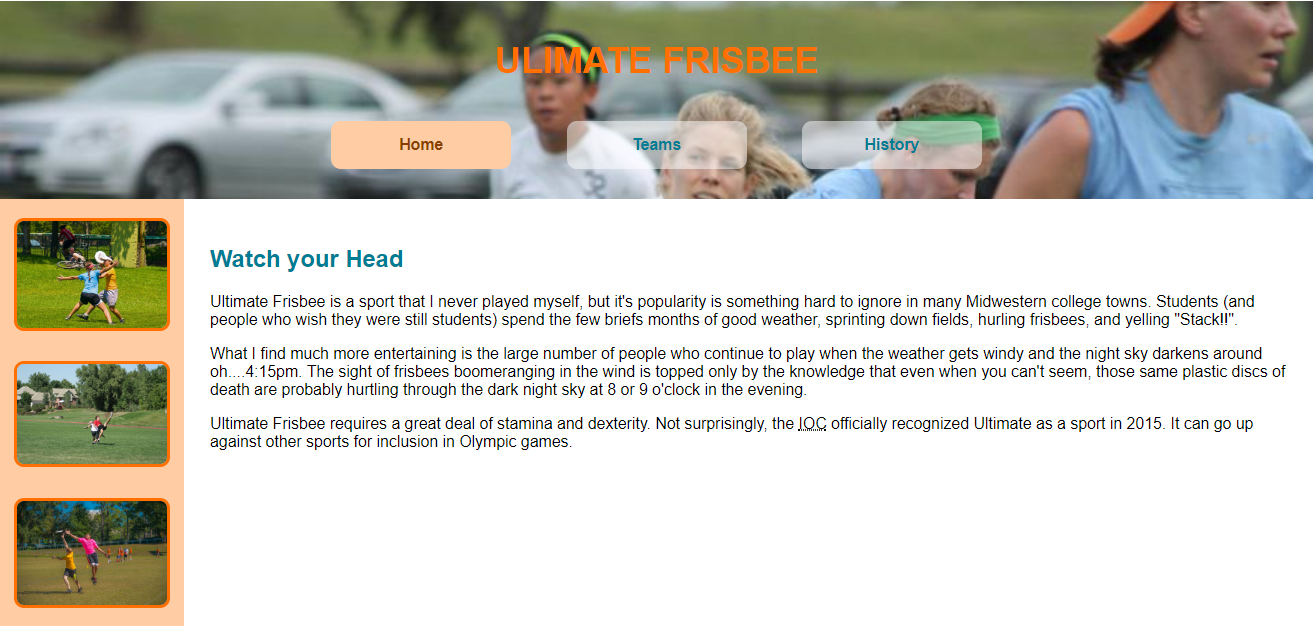 ULIMATE FRISBEE
Home
Teams
History
Watch your Head
Ultimate Frisbee is a sport that I never played myself, but it's popularity is something hard to ignore in many Midwestern college towns. Students (and
people who wish they were still students) spend the few briefs months of good weather, sprinting down fields, hurling frisbees, and yelling "Stack!!".
What I find much more entertaining is the large number of people who continue to play when the weather gets windy and the night sky darkens around
oh....4:15pm. The sight of frisbees boomeranging in the wind is topped only by the knowledge that even when you can't seem, those same plastic discs of
death are probably hurtling through the dark night sky at 8 or 9 o'clock in the evening.
Ultimate Frisbee requires a great deal of stamina and dexterity. Not surprisingly, the IOC officially recognized Ultimate as a sport in 2015. It can go up
against other sports for inclusion in Olympic games.